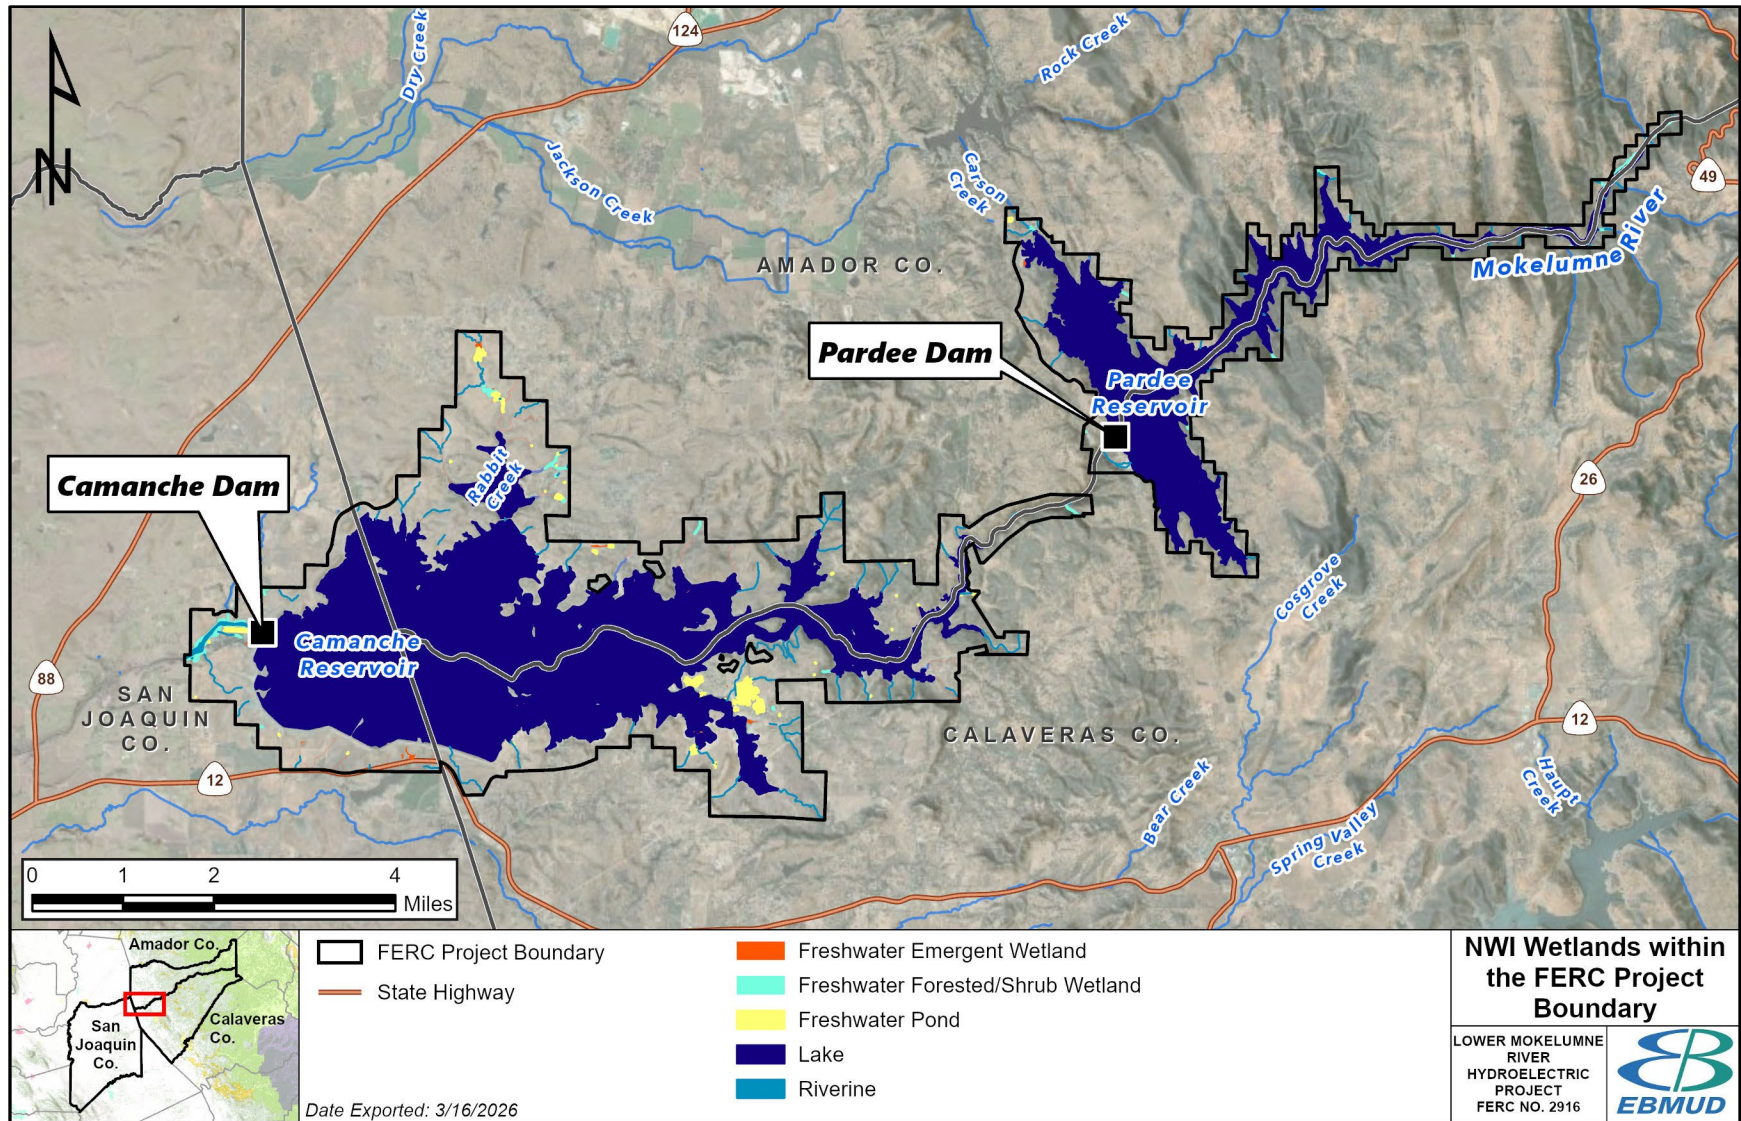 124
Dry Creek
Rock Creek
N
Jackson Creek
Carson
Creek
49
AMADOR CO.
Mokelumne River
Pardee Dam
Pardee
Reservoir
Rabbit
Creek
Camanche Dam
26
Cosgrove
Creek
Camanche
Reservoir
88
SAN
JOAQUIN
CO.
CALAVERAS CO.
12
12
Haupt
Creek
Bear Creek
Spring Valley
Creek
0 1 2 4
Miles
Amador Co.
San
Joaquin
Co.
Calaveras
Co.
FERC Project Boundary
State Highway
Date Exported: 3/16/2026
Freshwater Emergent Wetland
Freshwater Forested/Shrub Wetland
Freshwater Pond
Lake
Riverine
NWI Wetlands within
the FERC Project
Boundary
LOWER MOKELUMNE
RIVER
HYDROELECTRIC
PROJECT
FERC NO. 2916
EBMUD